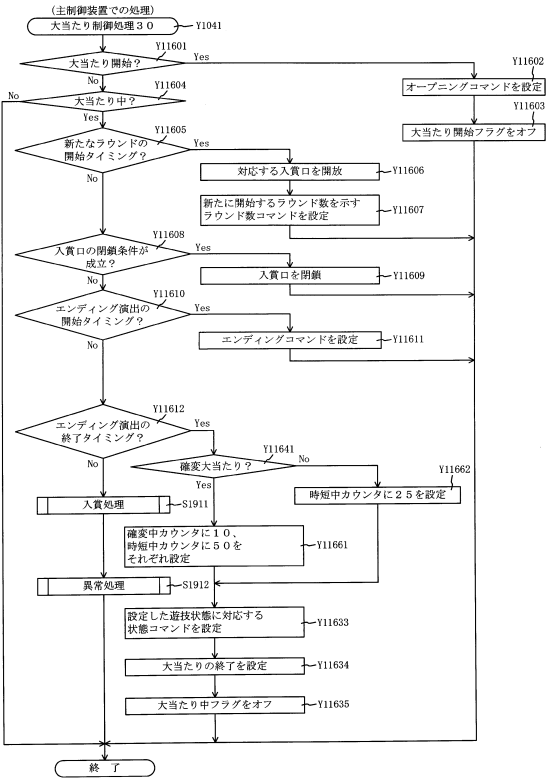 (主制御装置での処理)
大当たり制御処理30
Y1041
大当たり開始?
Y11601
Yes
No
オープニングコマンドを設定
Y11602
大当たり開始フラグをオフ
Y11603
No
大当たり中?
Y11604
Yes
新たなラウンドの
開始タイミング?
Y11605
Yes
No
対応する入賞口を開放
Y11606
新たに開始するラウンド数を示す
ラウンド数コマンドを設定
Y11607
入賞口の閉鎖条件が
成立?
Y11608
Yes
No
入賞口を閉鎖
Y11609
エンディング演出の
開始タイミング?
Y11610
Yes
No
エンディングコマンドを設定
Y11611
エンディング演出の
終了タイミング?
Y11612
Yes
No
確変大当たり?
Y11641
No
Yes
時短中カウンタに25を設定
Y11662
入賞処理
S1911
確変中カウンタに10、
時短中カウンタに50を
それぞれ設定
Y11661
異常処理
S1912
設定した遊技状態に対応する
状態コマンドを設定
Y11633
大当たりの終了を設定
Y11634
大当たり中フラグをオフ
Y11635
終 了